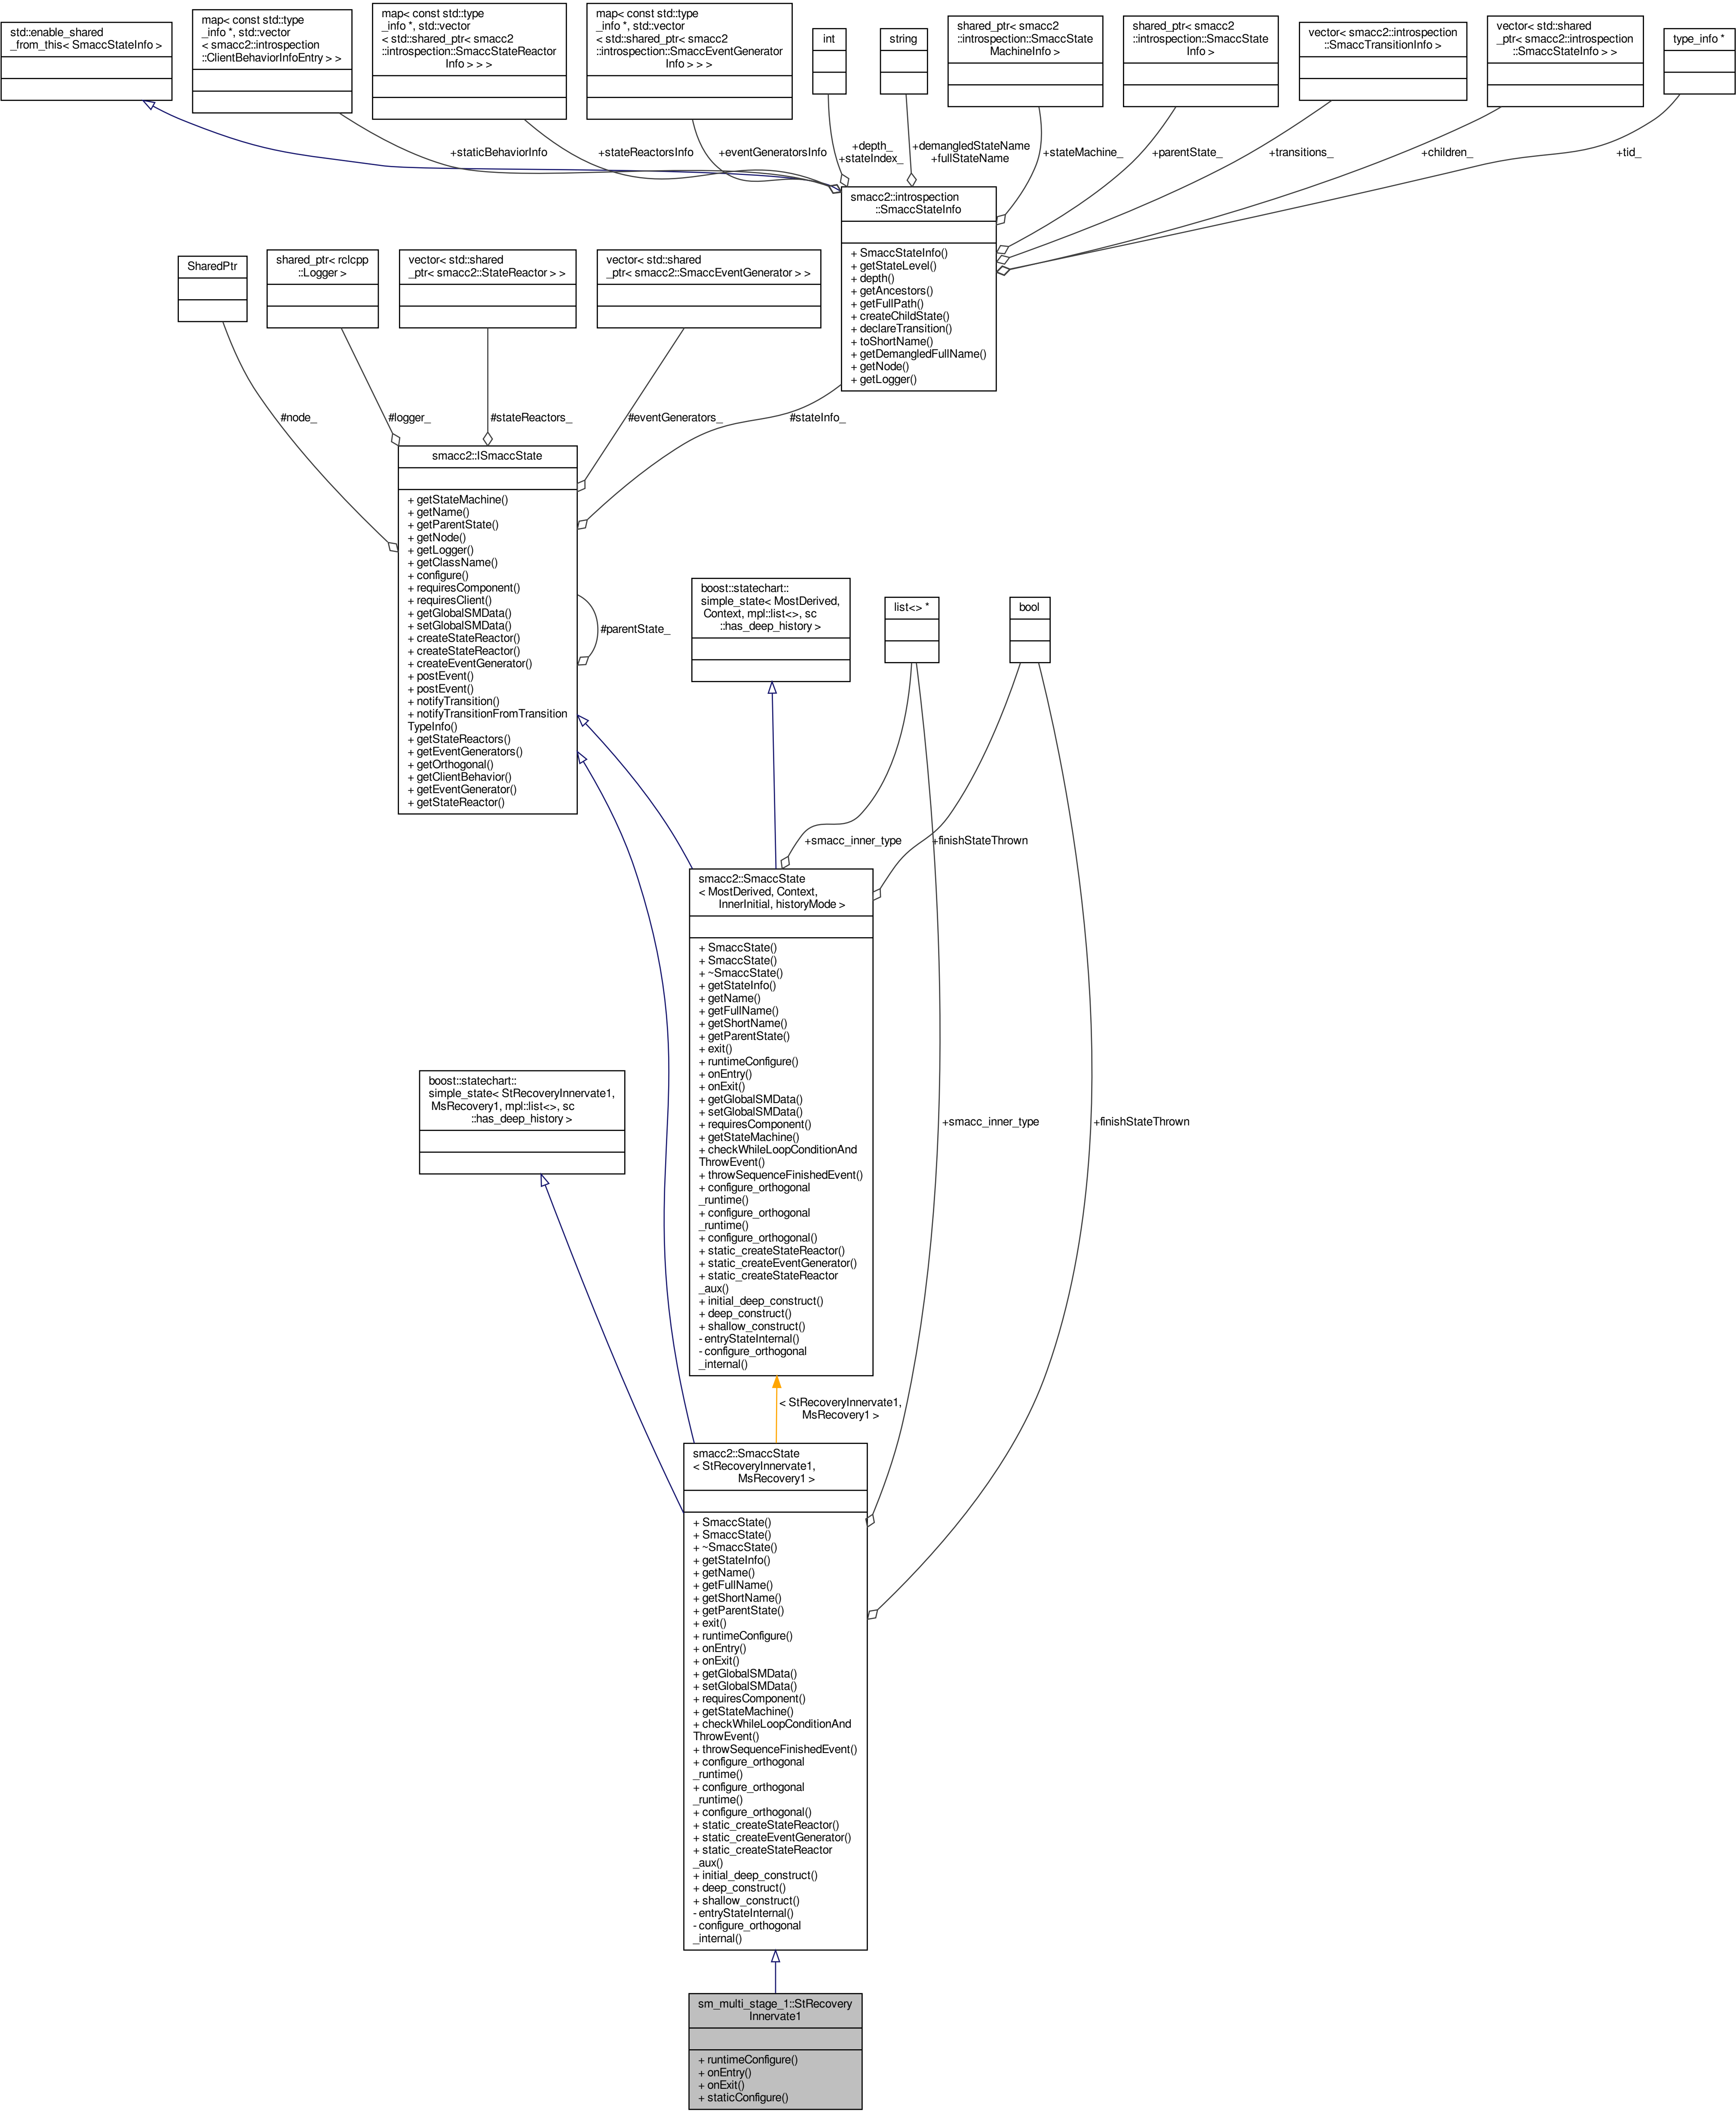 std::enable_shared
_from_this< SmaccStateInfo >
map< const std::type
_info *, std::vector
< smacc2::introspection
::ClientBehaviorInfoEntry > >
map< const std::type
_info *, std::vector
< std::shared_ptr< smacc2
::introspection::SmaccStateReactor
Info > > >
map< const std::type
_info *, std::vector
< std::shared_ptr< smacc2
::introspection::SmaccEventGenerator
Info > > >
int
string
shared_ptr< smacc2
::introspection::SmaccState
MachineInfo >
shared_ptr< smacc2
::introspection::SmaccState
Info >
vector< smacc2::introspection
::SmaccTransitionInfo >
vector< std::shared
_ptr< smacc2::introspection
::SmaccStateInfo > >
type_info *
+staticBehaviorInfo
+stateReactorsInfo
+eventGeneratorsInfo
+depth_
+stateIndex_
+demangledStateName
+fullStateName
+stateMachine_
+parentState_
+transitions_
+children_
+tid_
smacc2::introspection
::SmaccStateInfo
+ SmaccStateInfo()
+ getStateLevel()
+ depth()
+ getAncestors()
+ getFullPath()
+ createChildState()
+ declareTransition()
+ toShortName()
+ getDemangledFullName()
+ getNode()
+ getLogger()
SharedPtr
shared_ptr< rclcpp
::Logger >
vector< std::shared
_ptr< smacc2::StateReactor > >
vector< std::shared
_ptr< smacc2::SmaccEventGenerator > >
#node_
#logger_
#stateReactors_
#eventGenerators_
#stateInfo_
smacc2::ISmaccState
+ getStateMachine()
+ getName()
+ getParentState()
+ getNode()
+ getLogger()
+ getClassName()
+ configure()
+ requiresComponent()
+ requiresClient()
+ getGlobalSMData()
+ setGlobalSMData()
+ createStateReactor()
+ createStateReactor()
+ createEventGenerator()
+ postEvent()
+ postEvent()
+ notifyTransition()
+ notifyTransitionFromTransition
TypeInfo()
+ getStateReactors()
+ getEventGenerators()
+ getOrthogonal()
+ getClientBehavior()
+ getEventGenerator()
+ getStateReactor()
#parentState_
boost::statechart::
simple_state< MostDerived,
Context, mpl::list<>, sc
::has_deep_history >
list<> *
bool
+smacc_inner_type
+finishStateThrown
smacc2::SmaccState
< MostDerived, Context,
InnerInitial, historyMode >
+ SmaccState()
+ SmaccState()
+ ~SmaccState()
+ getStateInfo()
+ getName()
+ getFullName()
+ getShortName()
+ getParentState()
+ exit()
+ runtimeConfigure()
+ onEntry()
+ onExit()
+ getGlobalSMData()
+ setGlobalSMData()
+ requiresComponent()
+ getStateMachine()
+ checkWhileLoopConditionAnd
ThrowEvent()
+ throwSequenceFinishedEvent()
+ configure_orthogonal
_runtime()
+ configure_orthogonal
_runtime()
+ configure_orthogonal()
+ static_createStateReactor()
+ static_createEventGenerator()
+ static_createStateReactor
_aux()
+ initial_deep_construct()
+ deep_construct()
+ shallow_construct()
- entryStateInternal()
- configure_orthogonal
_internal()
boost::statechart::
simple_state< StRecoveryInnervate1,
MsRecovery1, mpl::list<>, sc
::has_deep_history >
+smacc_inner_type
+finishStateThrown
< StRecoveryInnervate1,
MsRecovery1 >
smacc2::SmaccState
< StRecoveryInnervate1,
MsRecovery1 >
+ SmaccState()
+ SmaccState()
+ ~SmaccState()
+ getStateInfo()
+ getName()
+ getFullName()
+ getShortName()
+ getParentState()
+ exit()
+ runtimeConfigure()
+ onEntry()
+ onExit()
+ getGlobalSMData()
+ setGlobalSMData()
+ requiresComponent()
+ getStateMachine()
+ checkWhileLoopConditionAnd
ThrowEvent()
+ throwSequenceFinishedEvent()
+ configure_orthogonal
_runtime()
+ configure_orthogonal
_runtime()
+ configure_orthogonal()
+ static_createStateReactor()
+ static_createEventGenerator()
+ static_createStateReactor
_aux()
+ initial_deep_construct()
+ deep_construct()
+ shallow_construct()
- entryStateInternal()
- configure_orthogonal
_internal()
sm_multi_stage_1::StRecovery
Innervate1
+ runtimeConfigure()
+ onEntry()
+ onExit()
+ staticConfigure()